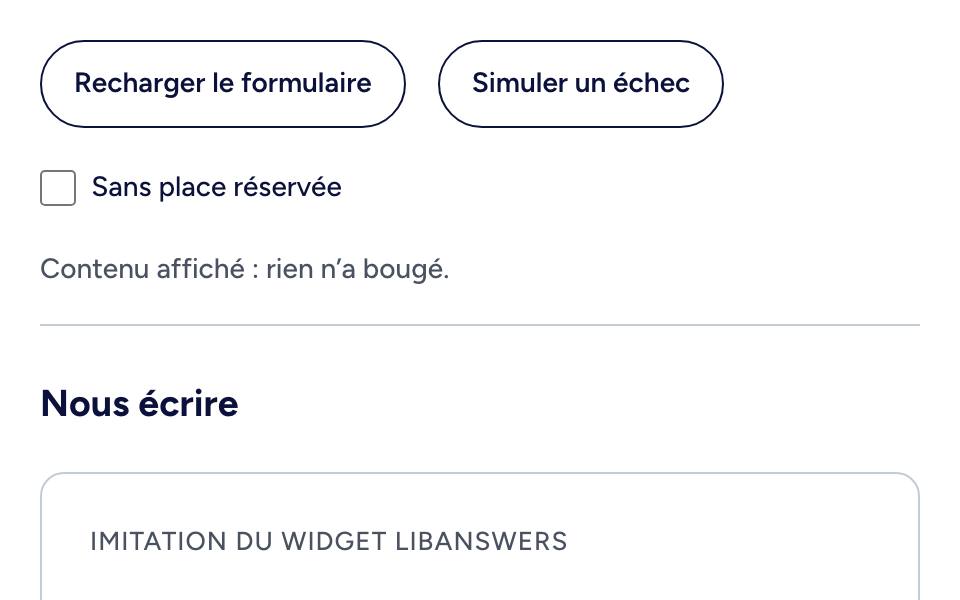 Recharger le formulaire
Simuler un échec
Sans place réservée
Contenu affiché : rien n’a bougé.
Nous écrire
IMITATION DU WIDGET LIBANSWERS